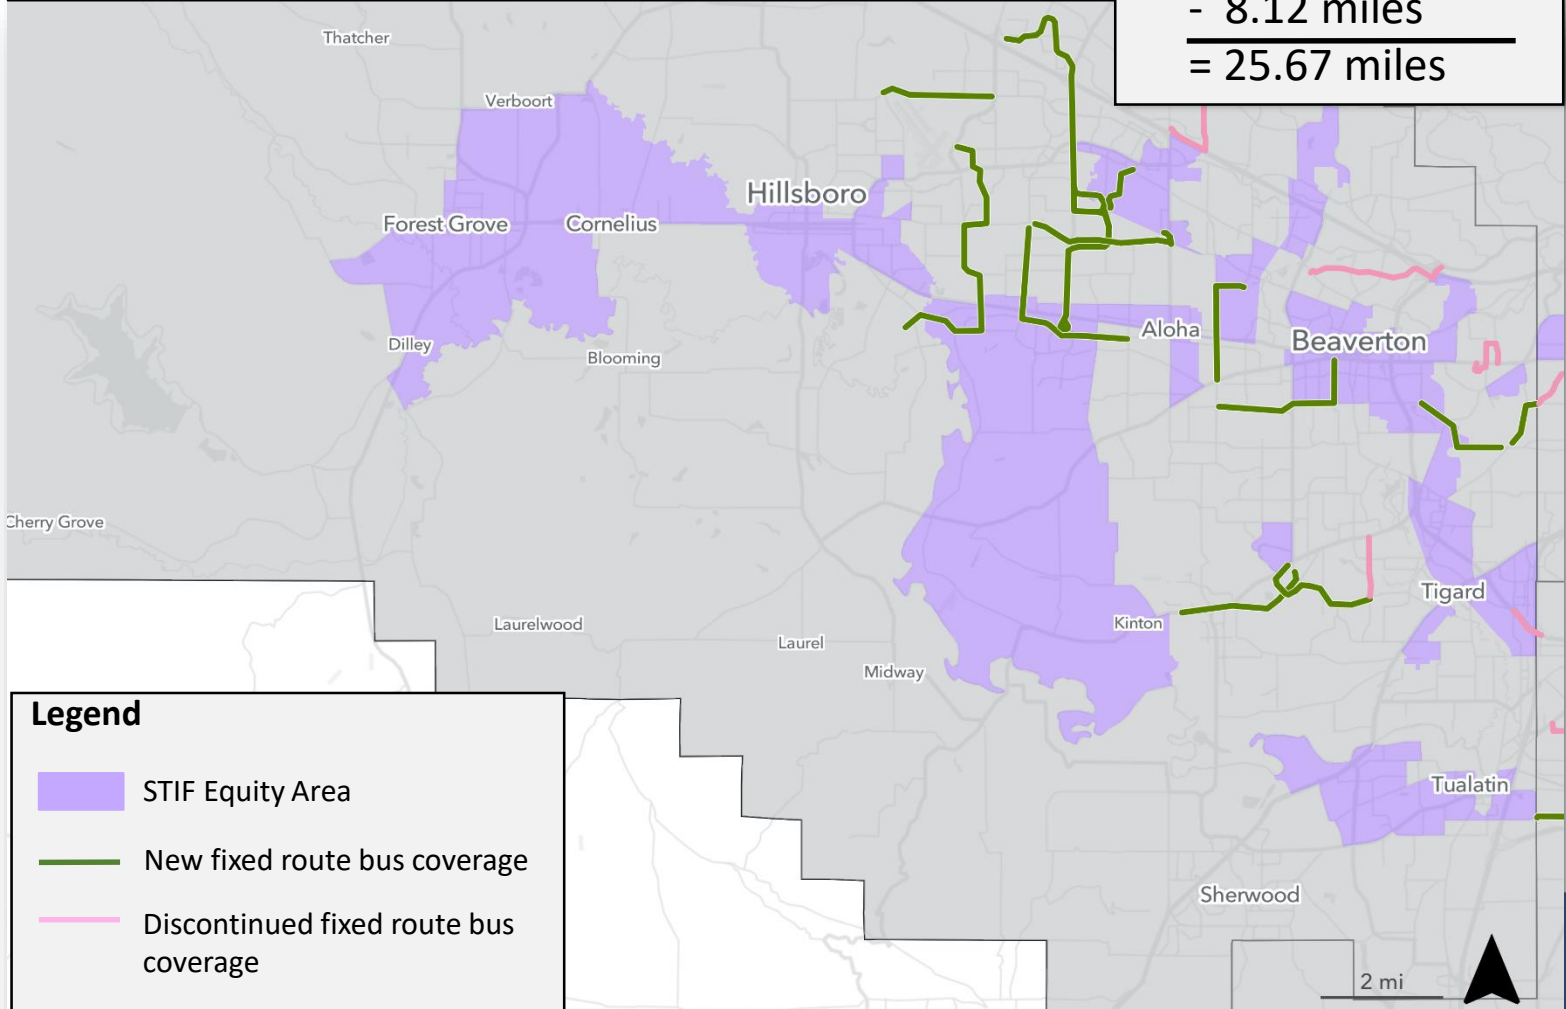 - 8.12 miles
= 25.67 miles
Thatcher
Verboort
Hillsboro
Forest Grove
Cornelius
Aloha
Beaverton
Dilley
Blooming
Cherry Grove
Tigard
Laurelwood
Kinton
Laurel
Midway
Legend
STIF Equity Area
New fixed route bus coverage
Discontinued fixed route bus
coverage
Tualatin
Sherwood
2 mi